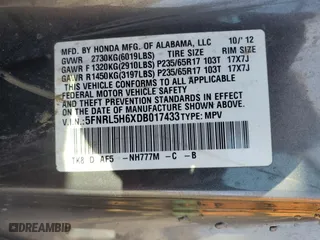 MFD. BY HONDA MFG. OF ALABAMA, LLC 10/'12
GVWR 2730KG(6019LBS) TIRE SIZE RIM SIZE
GAWR F 1320KG(2910LBS) P235/65R17 103T 17X7J
GAWR R 1450KG(3197LBS) P235/65R17 103T 17X7J
THIS VEHICLE CONFORMS TO ALL APPLICABLE FEDERAL
MOTOR VEHICLE SAFETY AND THEFT PREVENTION
STANDARDS IN EFFECT ON THE DATE OF
MANUFACTURE SHOWN ABOVE.
V.I.N.:5FNRL5H6XDB017433 TYPE: MPV
TK8 D AF5 -NH777M -C -B
DREAMBID